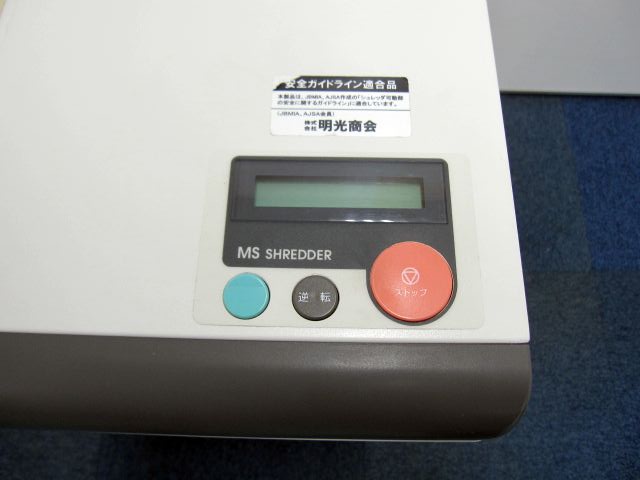 安全ガイドライン適合品
本製品は、JBMIA、AJSA作成の「シュレッダ可動部
の安全に関するガイドライン」に適合しています。
(JBMIA、AJSA会員)
株式会社 明光商会
MS SHREDDER
逆転
ストップ